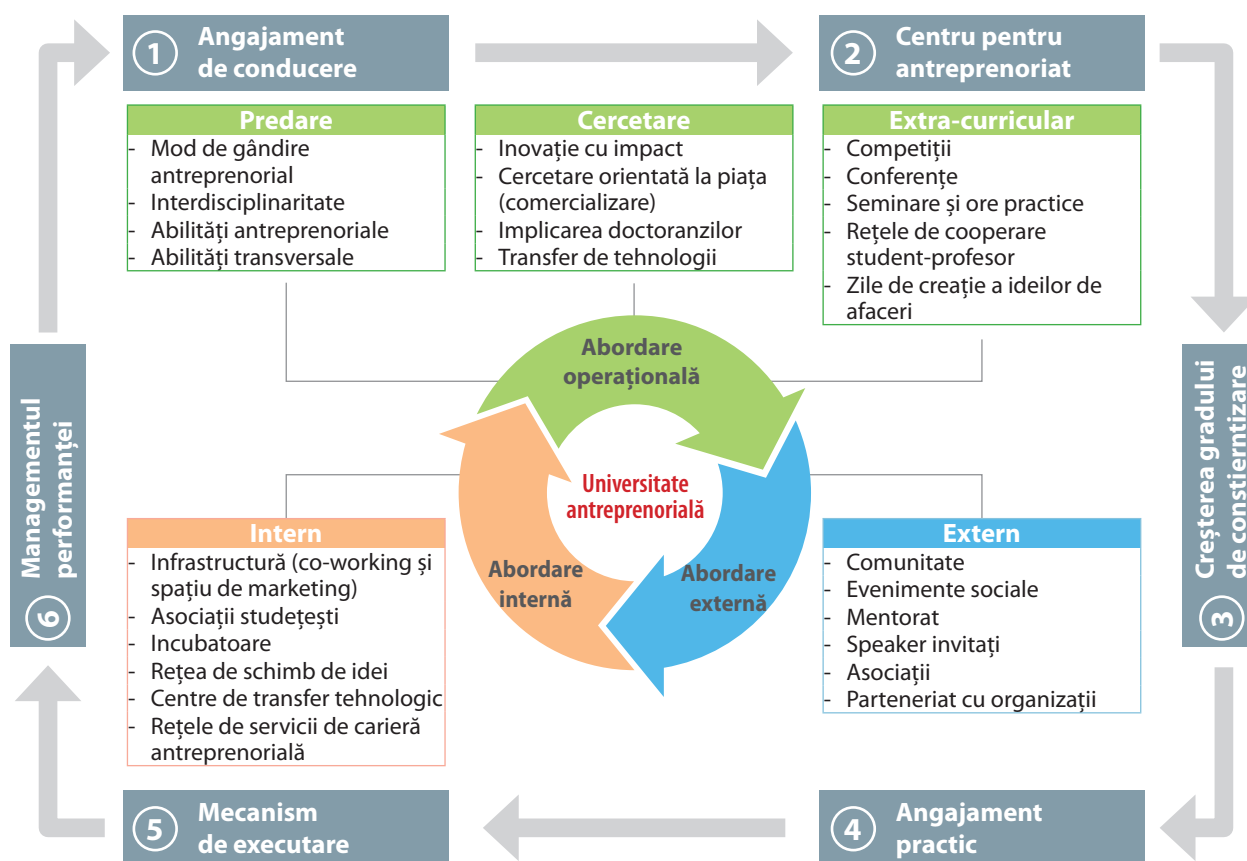 1 Angajament
de conducere
2 Centru pentru
antreprenoriat
Predare
- Mod de gândire
antreprenorial
- Interdisciplinaritate
- Abilități antreprenoriale
- Abilități transversale
Cercetare
- Inovație cu impact
- Cercetare orientată la piața
(comercializare)
- Implicarea doctoranzilor
- Transfer de tehnologii
Extra-curricular
- Competiții
- Conferințe
- Seminare și ore practice
- Rețele de cooperare
student-profesor
- Zile de creație a ideilor de
afaceri
3 Creșterea gradului
de constierntizare
Abordare
operațională
Universitate
antreprenorială
Abordare
internă
Abordare
externă
Intern
- Infrastructură (co-working și
spațiu de marketing)
- Asociații studețești
- Incubatoare
- Rețea de schimb de idei
- Centre de transfer tehnologic
- Rețele de servicii de carieră
antreprenorială
Extern
- Comunitate
- Evenimente sociale
- Mentorat
- Speaker invitați
- Asociații
- Parteneriat cu organizații
4 Angajament
practic
5 Mecanism
de executare
6 Managementul
performanței